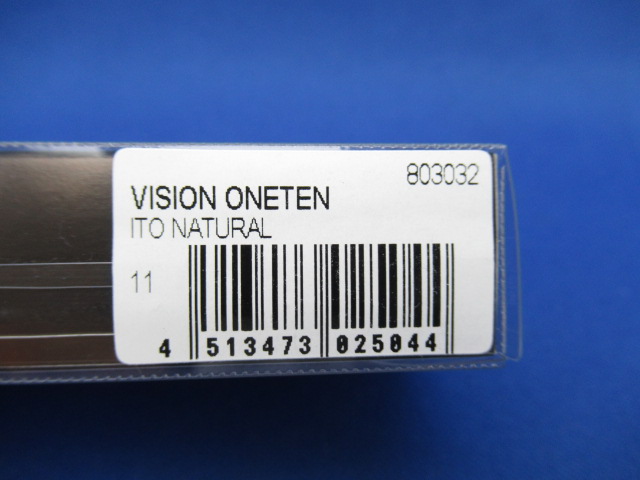 803032
VISION ONETEN
ITO NATURAL
11
4 513473 025044